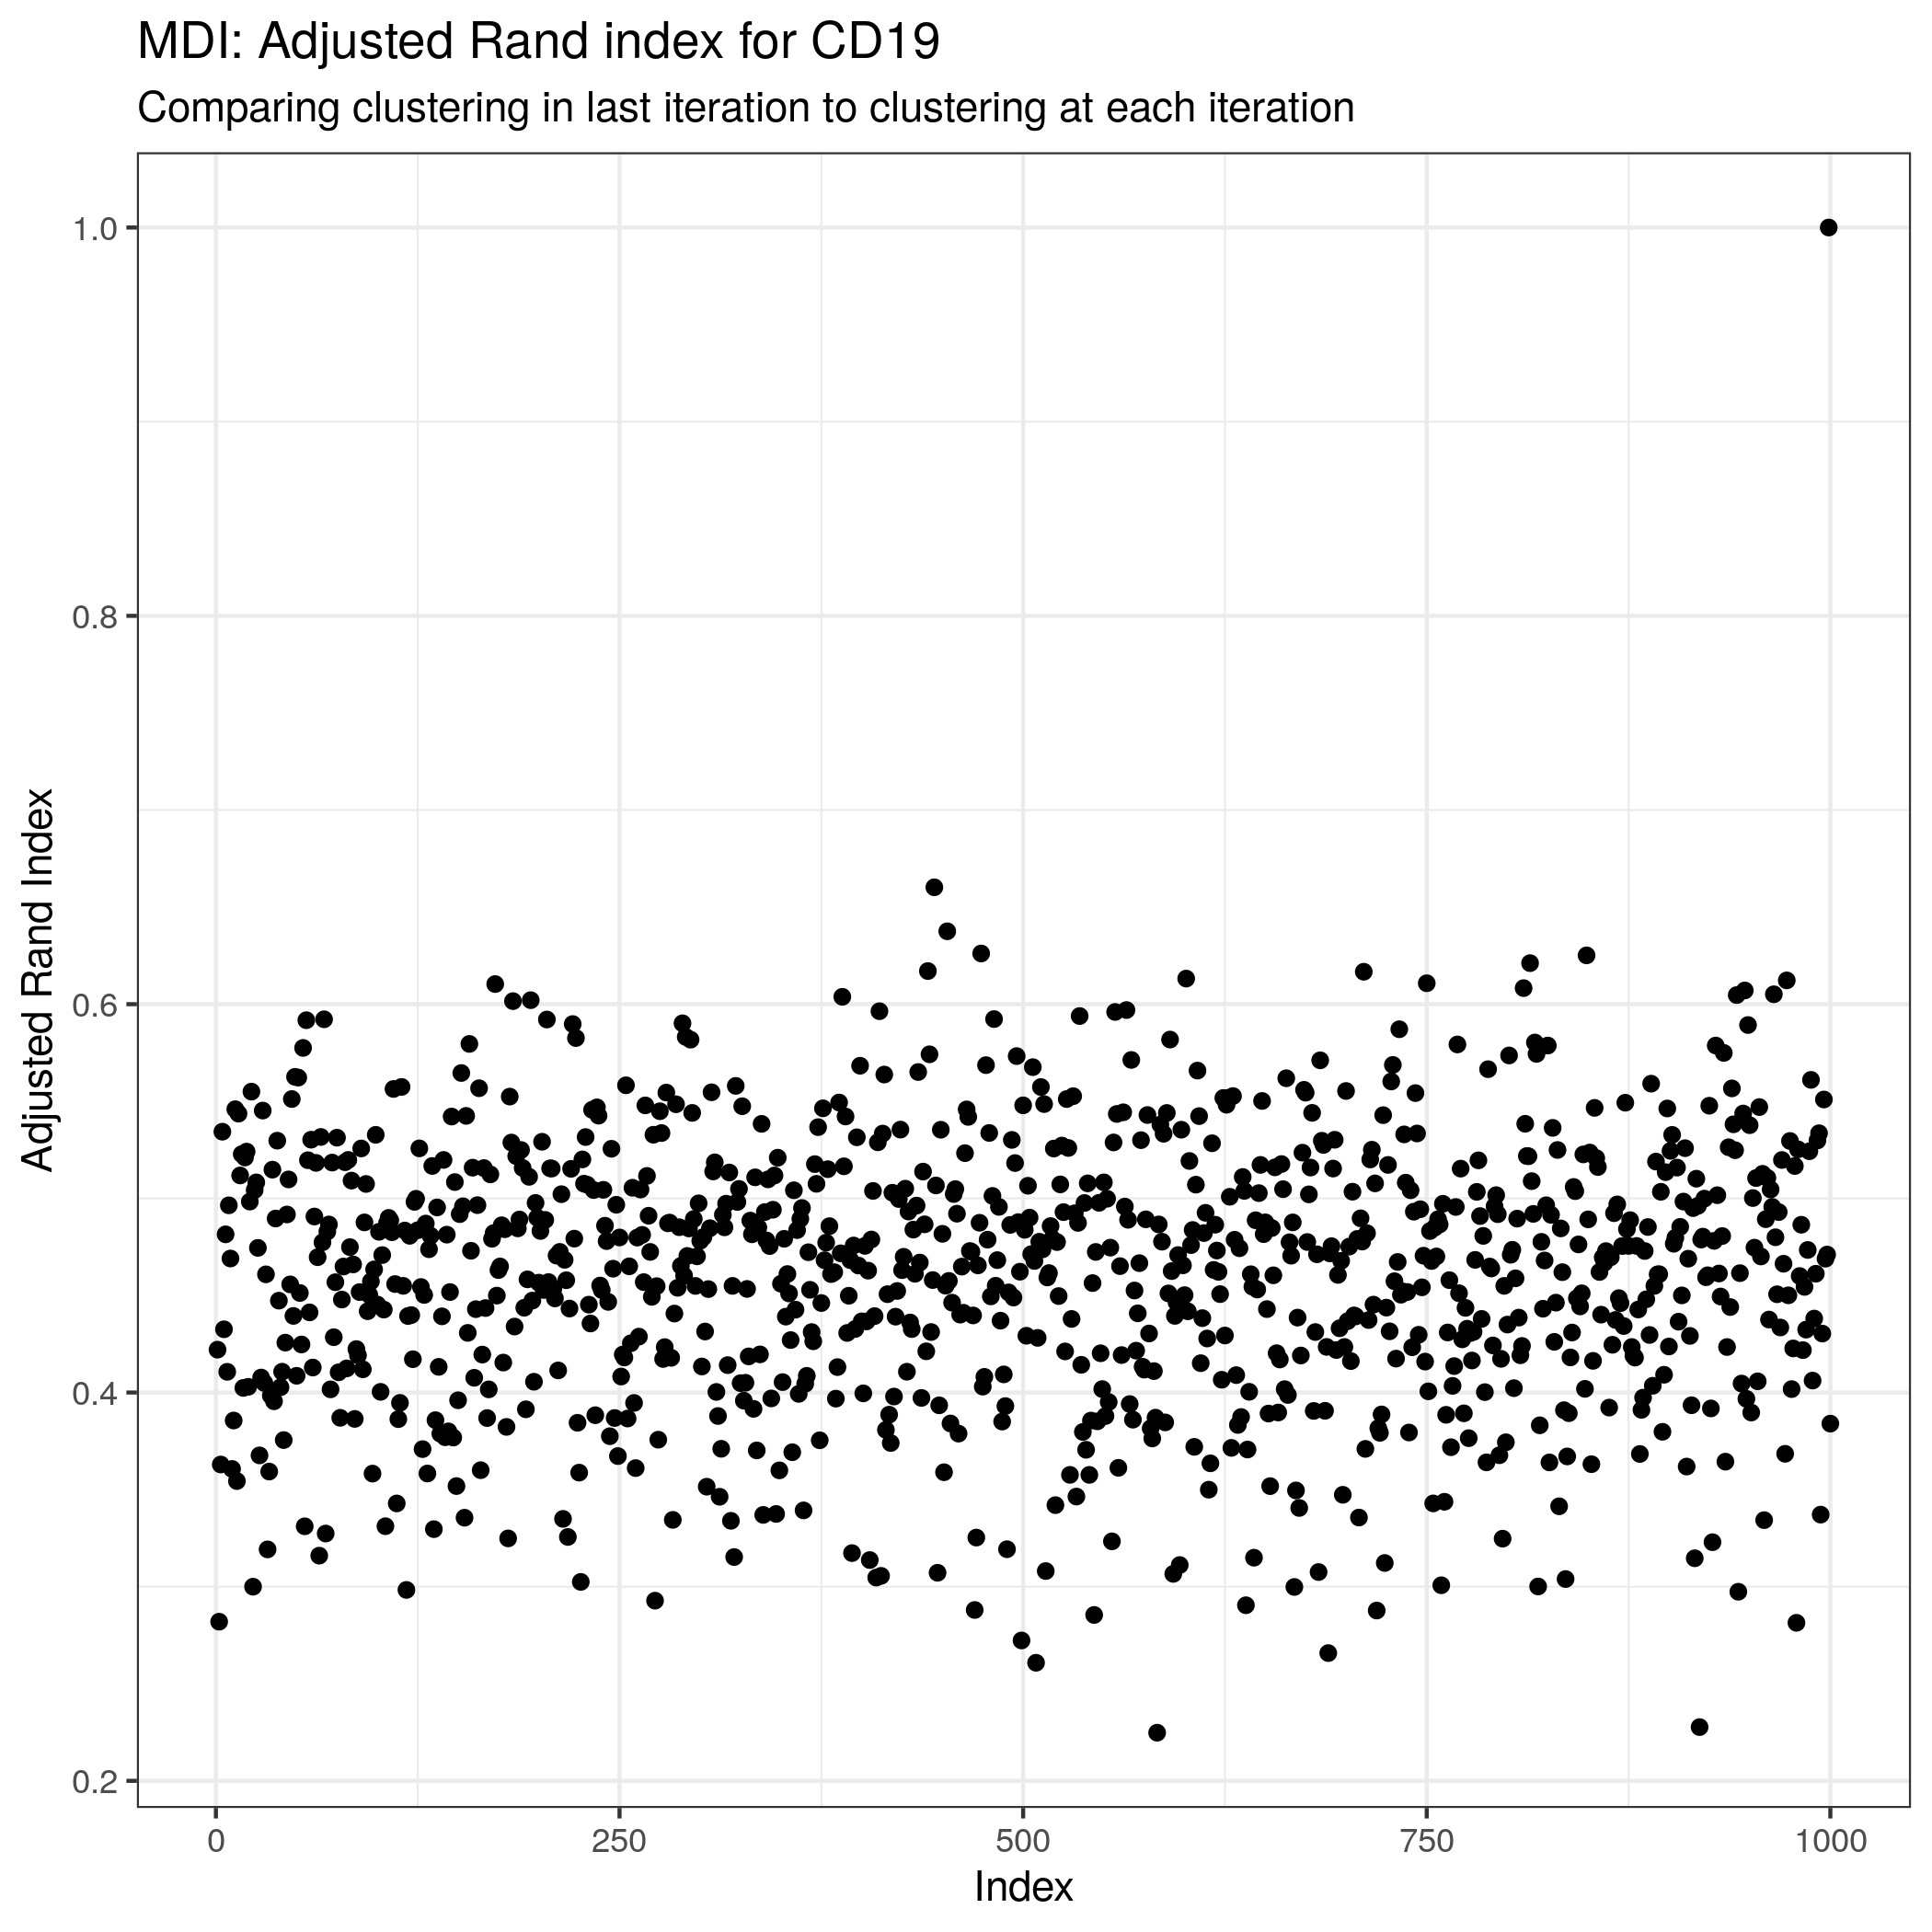 MDI: Adjusted Rand index for CD19
Comparing clustering in last iteration to clustering at each iteration
Adjusted Rand Index
1.0
0.8
0.6
0.4
0.2
0
250
500
750
1000
Index